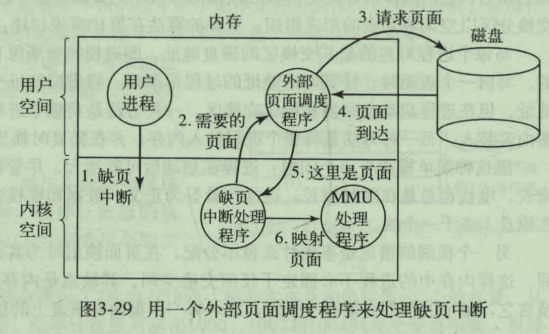 内存
3. 请求页面
磁盘
用户
空间
用户
进程
外部
页面调度
程序
2. 需要的
页面
4. 页面
到达
1. 缺页
中断
5. 这里是页面
内核
空间
缺页
中断处理
程序
MMU
处理
程序
6. 映射
页面
图3-29 用一个外部页面调度程序来处理缺页中断